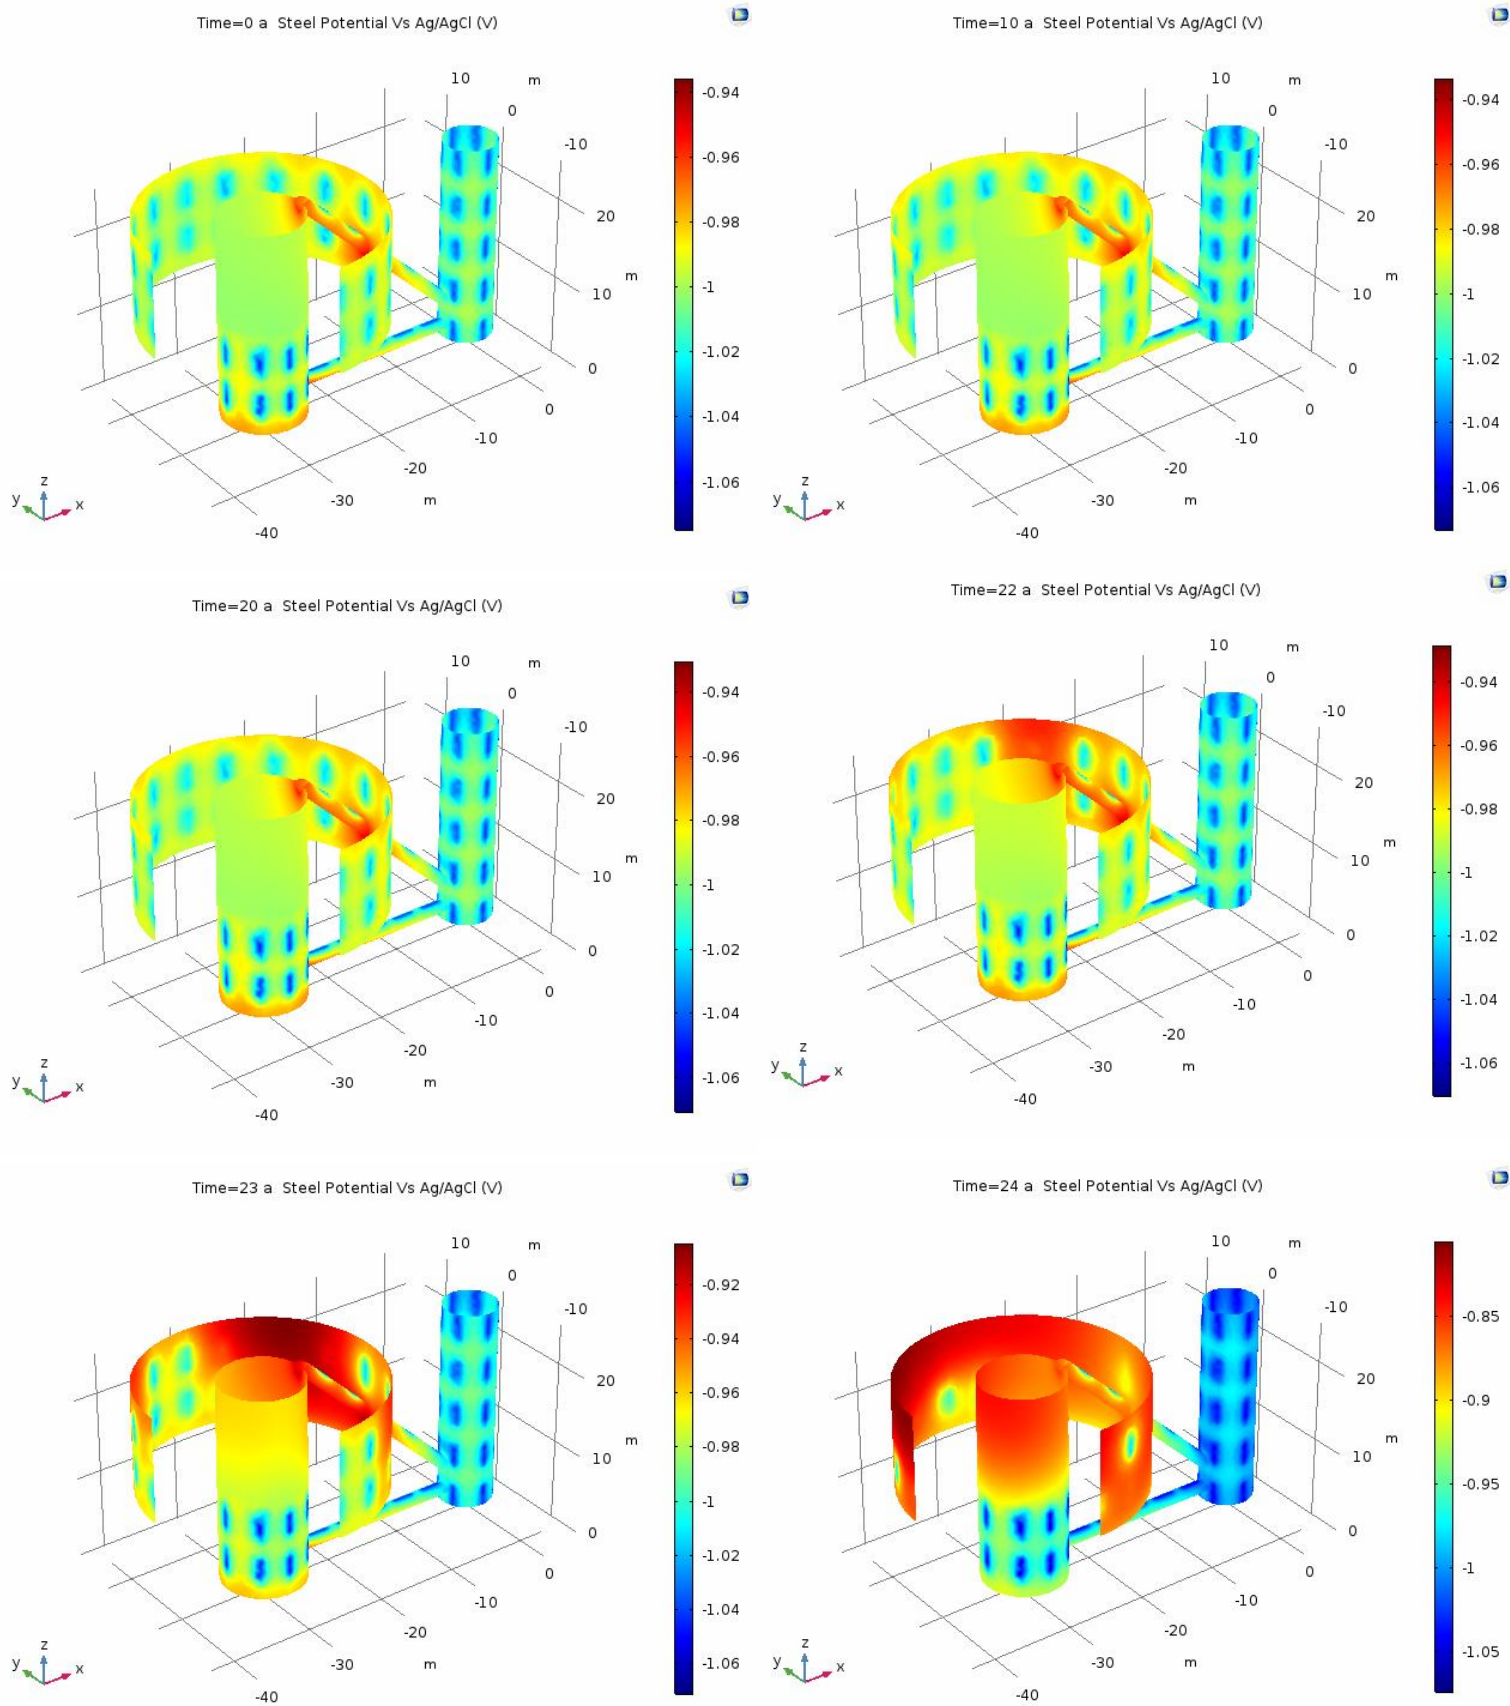 Time=0 a Steel Potential Vs Ag/AgCl (V)
10 m
0
-10
20
m
10
0
0
-10
-20
-30 m
-40
z
y x
-0.94
-0.96
-0.98
-1
-1.02
-1.04
-1.06
Time=10 a Steel Potential Vs Ag/AgCl (V)
10 m
0
-10
20
m
10
0
0
-10
-20
-30 m
-40
z
y x
-0.94
-0.96
-0.98
-1
-1.02
-1.04
-1.06
Time=20 a Steel Potential Vs Ag/AgCl (V)
10 m
0
-10
20
m
10
0
0
-10
-20
-30 m
-40
z
y x
-0.94
-0.96
-0.98
-1
-1.02
-1.04
-1.06
Time=22 a Steel Potential Vs Ag/AgCl (V)
10 m
0
-10
20
m
10
0
0
-10
-20
-30 m
-40
z
y x
-0.94
-0.96
-0.98
-1
-1.02
-1.04
-1.06
Time=23 a Steel Potential Vs Ag/AgCl (V)
10 m
0
-10
20
m
10
0
0
-10
-20
-30 m
-40
z
y x
-0.92
-0.94
-0.96
-0.98
-1
-1.02
-1.04
-1.06
Time=24 a Steel Potential Vs Ag/AgCl (V)
10 m
0
-10
20
m
10
0
0
-10
-20
-30 m
-40
z
y x
-0.85
-0.9
-0.95
-1
-1.05